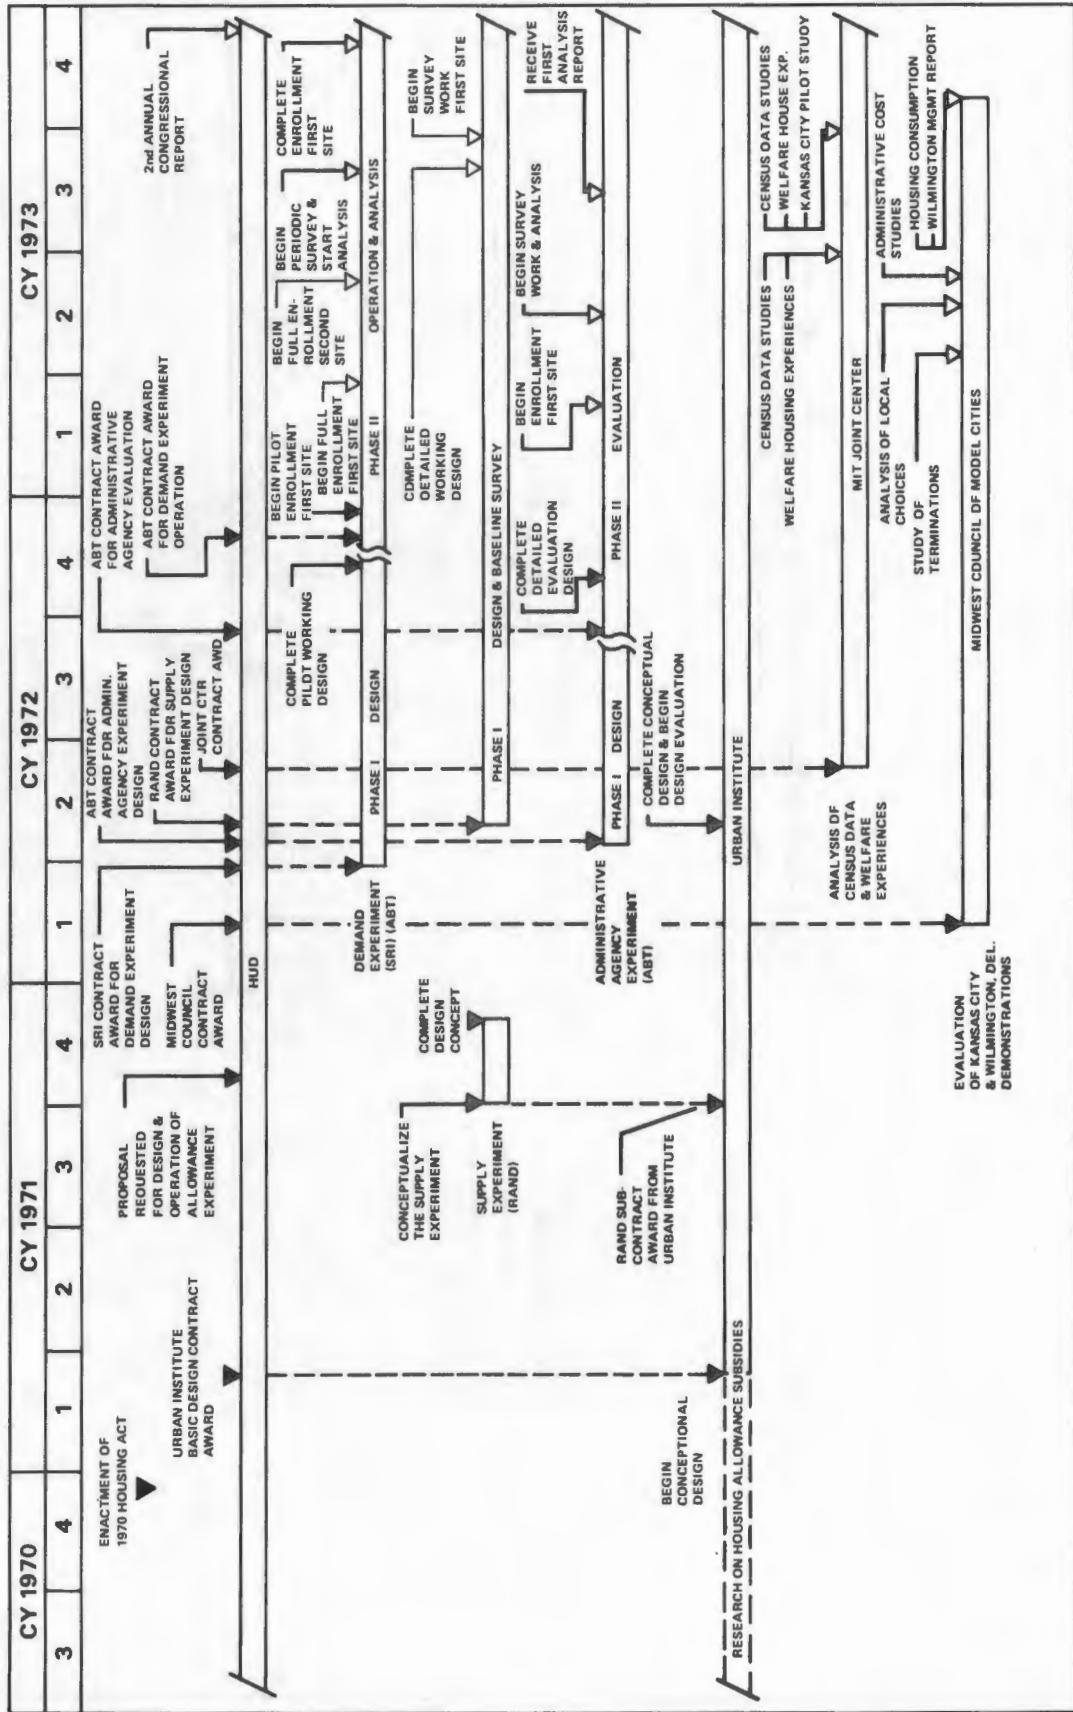 CY 1970
CY 1971
CY 1972
CY 1973
3
4
1
2
3
4
1
2
3
4
1
2
3
4
ENACTMENT OF
1970 HOUSING ACT
URBAN INSTITUTE
BASIC DESIGN CONTRACT
AWARD
PROPOSAL
REQUESTED
FOR DESIGN &
OPERATION OF
ALLOWANCE
EXPERIMENT
SRI CONTRACT
AWARD FOR
DEMAND EXPERIMENT
DESIGN
MIDWEST
COUNCIL
CONTRACT
AWARD
ABT CONTRACT
AWARD FOR ADMIN.
AGENCY EXPERIMENT
DESIGN
RAND CONTRACT
AWARD FOR SUPPLY
EXPERIMENT DESIGN
JOINT CTR
CONTRACT AWD
ABT CONTRACT AWARD
FOR ADMINISTRATIVE
AGENCY EVALUATION
ABT CONTRACT AWARD
FOR DEMAND EXPERIMENT
OPERATION
2nd ANNUAL
CONGRESSIONAL
REPORT
HUD
COMPLETE
PILDT WORKING
DESIGN
BEGIN PILOT
ENROLLMENT
FIRST SITE
BEGIN FULL
ENROLLMENT
FIRST SITE
BEGIN
FULL EN-
ROLLMENT
SECOND
SITE
BEGIN
PERIODIC
SURVEY &
START
ANALYSIS
COMPLETE
ENROLLMENT
FIRST
SITE
DEMAND
EXPERIMENT
(SRI) (ABT)
PHASE I
DESIGN
PHASE II
OPERATION & ANALYSIS
CONCEPTUALIZE
THE SUPPLY
EXPERIMENT
COMPLETE
DESIGN
CONCEPT
CDMPLETE
DETAILED
WORKING
DESIGN
BEGIN
SURVEY
WORK
FIRST SITE
SUPPLY
EXPERIMENT
(RAND)
PHASE I
DESIGN & BASELINE SURVEY
COMPLETE
DETAILED
EVALUATION
DESIGN
BEGIN
ENROLLMENT
FIRST SITE
BEGIN SURVEY
WORK & ANALYSIS
RECEIVE
FIRST
ANALYSIS
REPORT
ADMINISTRATIVE
AGENCY
EXPERIMENT
(ABTI)
PHASE I
DESIGN
PHASE II
EVALUATION
RAND SUB-
CONTRACT
AWARD FROM
URBAN INSTITUTE
BEGIN
CONCEPTIONAL
DESIGN
COMPLETE CONCEPTUAL
DESIGN & BEGIN
DESIGN EVALUATION
RESEARCH ON HOUSING ALLOWANCE SUBSIDIES
URBAN INSTITUTE
CENSUS DATA STUDIES
WELFARE HOUSING EXPERIENCES
CENSUS DATA STUOIES
WELFARE HOUSE EXP.
KANSAS CITY PILOT STUDY
ANALYSIS OF
CENSUS DATA
& WELFARE
EXPERIENCES
MIT JOINT CENTER
STUDY OF
TERMINATIONS
ANALYSIS OF LOCAL
CHOICES
ADMINISTRATIVE COST
STUDIES
HOUSING CONSUMPTION
WILMINGTON MGMT REPORT
EVALUATION
OF KANSAS CITY
& WILMINGTON, DEL.
DEMONSTRATIONS
MIDWEST CDUNCIL DF MODEL CITIES